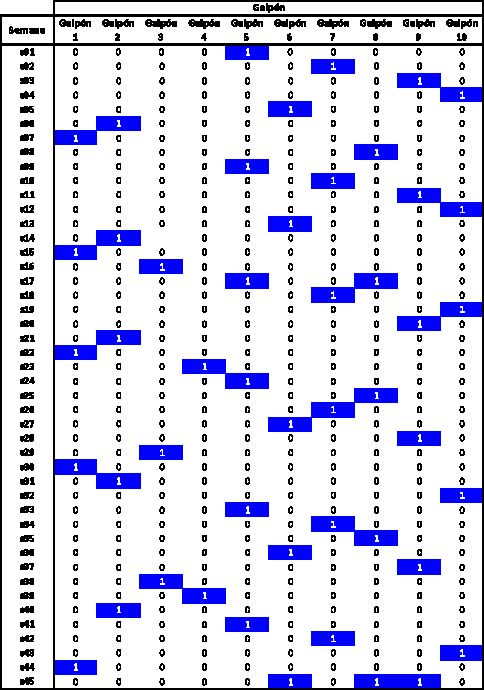 Galpón
Semana Galpón 1 Galpón 2 Galpón 3 Galpón 4 Galpón 5 Galpón 6 Galpón 7 Galpón 8 Galpón 9 Galpón 10
s01 0 0 0 0 1 0 0 0 0 0
s02 0 0 0 0 0 0 1 0 0 0
s03 0 0 0 0 0 0 0 0 1 0
s04 0 0 0 0 0 0 0 0 0 1
s05 0 0 0 0 0 1 0 0 0 0
s06 0 1 0 0 0 0 0 0 0 0
s07 1 0 0 0 0 0 0 0 0 0
s08 0 0 0 0 0 0 0 1 0 0
s09 0 0 0 0 1 0 0 0 0 0
s10 0 0 0 0 0 0 1 0 0 0
s11 0 0 0 0 0 0 0 0 1 0
s12 0 0 0 0 0 0 0 0 0 1
s13 0 0 0 0 0 1 0 0 0 0
s14 0 1 0 0 0 0 0 0 0 0
s15 1 0 0 0 0 0 0 0 0 0
s16 0 0 1 0 0 0 0 0 0 0
s17 0 0 0 0 1 0 0 1 0 0
s18 0 0 0 0 0 0 1 0 0 0
s19 0 0 0 0 0 0 0 0 0 1
s20 0 0 0 0 0 0 0 0 1 0
s21 0 1 0 0 0 0 0 0 0 0
s22 1 0 0 0 0 0 0 0 0 0
s23 0 0 0 1 0 0 0 0 0 0
s24 0 0 0 0 1 0 0 0 0 0
s25 0 0 0 0 0 0 0 1 0 0
s26 0 0 0 0 0 0 1 0 0 0
s27 0 0 0 0 0 1 0 0 0 0
s28 0 0 0 0 0 0 0 0 1 0
s29 0 0 1 0 0 0 0 0 0 0
s30 1 0 0 0 0 0 0 0 0 0
s31 0 1 0 0 0 0 0 0 0 0
s32 0 0 0 0 0 0 0 0 0 1
s33 0 0 0 0 1 0 0 0 0 0
s34 0 0 0 0 0 0 1 0 0 0
s35 0 0 0 0 0 0 0 1 0 0
s36 0 0 0 0 0 1 0 0 0 0
s37 0 0 0 0 0 0 0 0 1 0
s38 0 0 1 0 0 0 0 0 0 0
s39 0 0 0 1 0 0 0 0 0 0
s40 0 1 0 0 0 0 0 0 0 0
s41 0 0 0 0 1 0 0 0 0 0
s42 0 0 0 0 0 0 1 0 0 0
s43 0 0 0 0 0 0 0 0 0 1
s44 1 0 0 0 0 0 0 0 0 0
s45 0 0 0 0 0 1 0 1 1 0